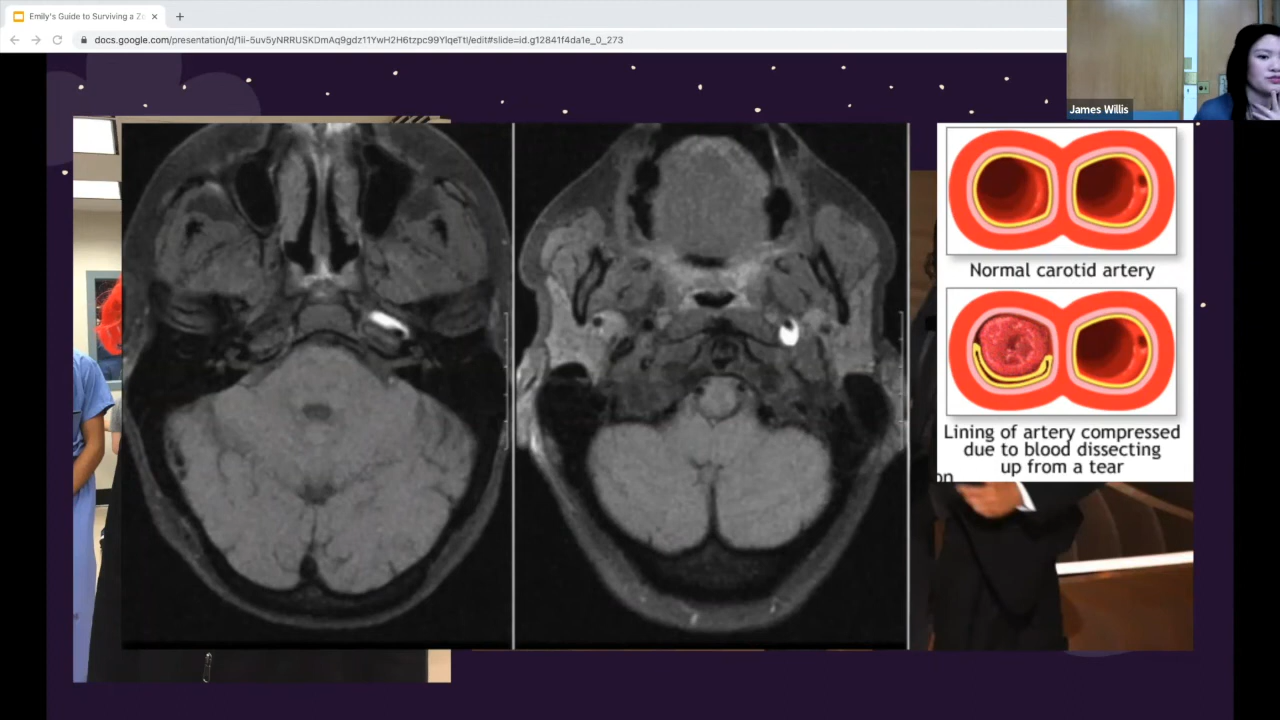 Emily's Guide to Surviving a Z
docs.google.com/presentation/d/1Ii-5uv5yNRRUSKDmAq9gdz11YwH2H6tzpc99YlqeTtI/edit#slide=id.g12841f4da1e_0_273
James Willis
Normal carotid artery
Lining of artery compressed
due to blood dissecting
up from a tear
on